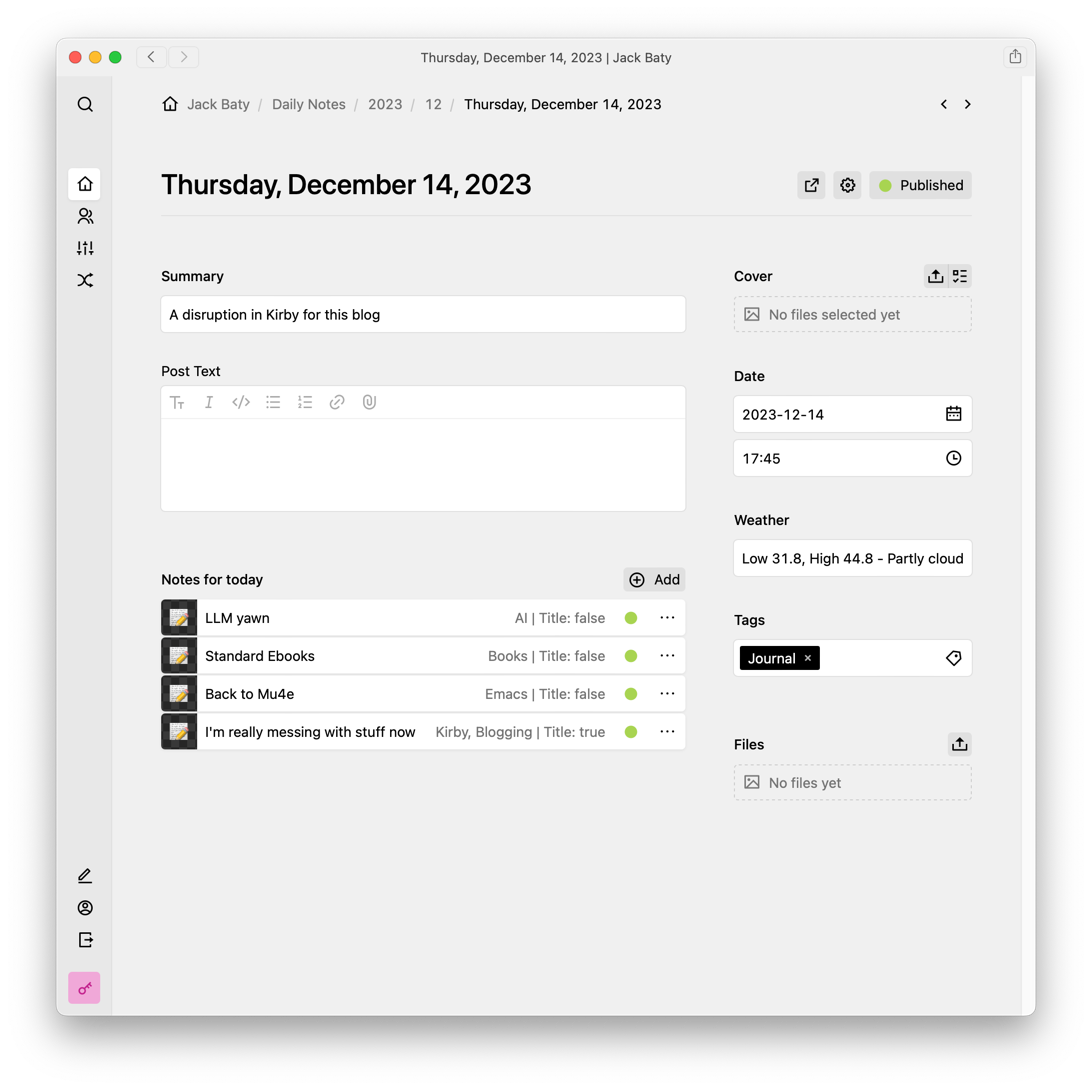 Thursday, December 14, 2023 | Jack Baty
Jack Baty / Daily Notes / 2023 / 12 / Thursday, December 14, 2023
Thursday, December 14, 2023
Published
Summary
A disruption in Kirby for this blog
Post Text
Notes for today
Add
LLM yawn AI | Title: false
Standard Ebooks Books | Title: false
Back to Mu4e Emacs | Title: false
I'm really messing with stuff now Kirby, Blogging | Title: true
Cover
No files selected yet
Date
2023-12-14
17:45
Weather
Low 31.8, High 44.8 - Partly cloud
Tags
Journal ×
Files
No files yet